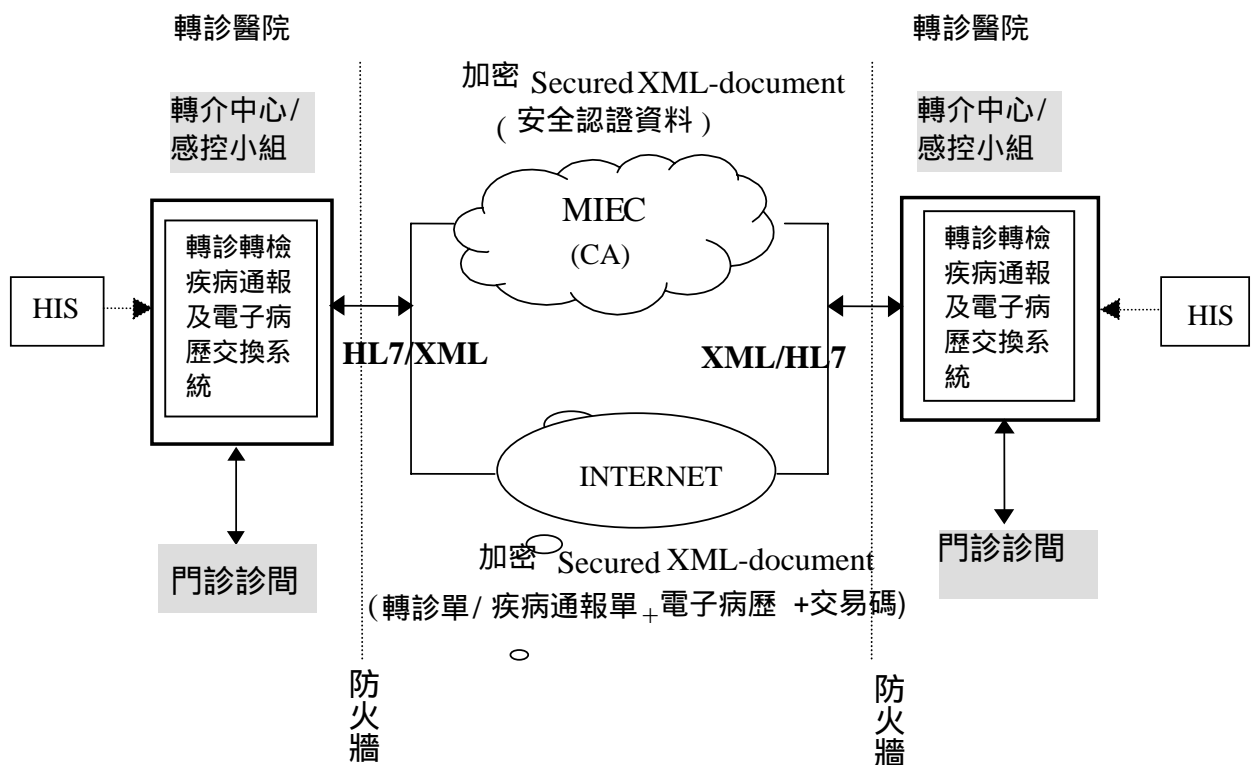 轉診醫院
轉診醫院
加密 Secured XML-document
( 安全認證資料 )
轉介中心/
感控小組
轉介中心/
感控小組
MIEC
(CA)
轉診轉檢
疾病通報
及電子病
歷交換系
統
轉診轉檢
疾病通報
及電子病
歷交換系
統
HIS
HIS
HL7/XML
XML/HL7
INTERNET
門診診間
門診診間
加密 Secured XML-document
(轉診單/ 疾病通報單+電子病歷 +交易碼)
防火牆
防火牆